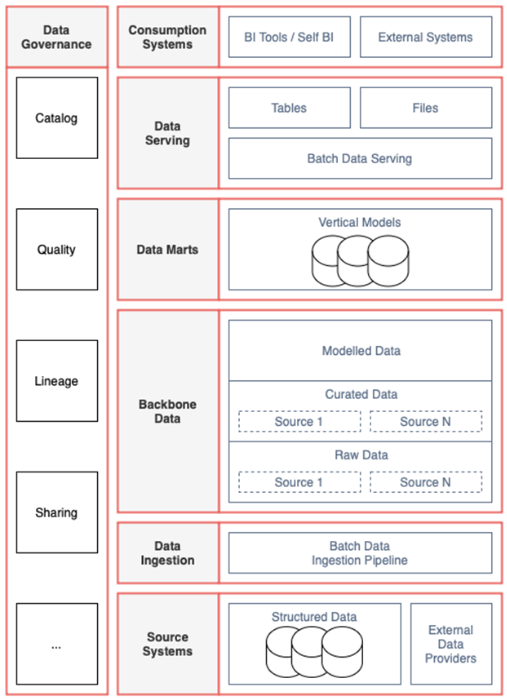 Data
Governance
Catalog
Quality
Lineage
Sharing
...
Consumption
Systems
BI Tools / Self BI
External Systems
Data
Serving
Tables
Files
Batch Data Serving
Data Marts
Vertical Models
Backbone
Data
Modelled Data
Curated Data
Source 1
Source N
Raw Data
Source 1
Source N
Data
Ingestion
Batch Data
Ingestion Pipeline
Source
Systems
Structured Data
External
Data
Providers